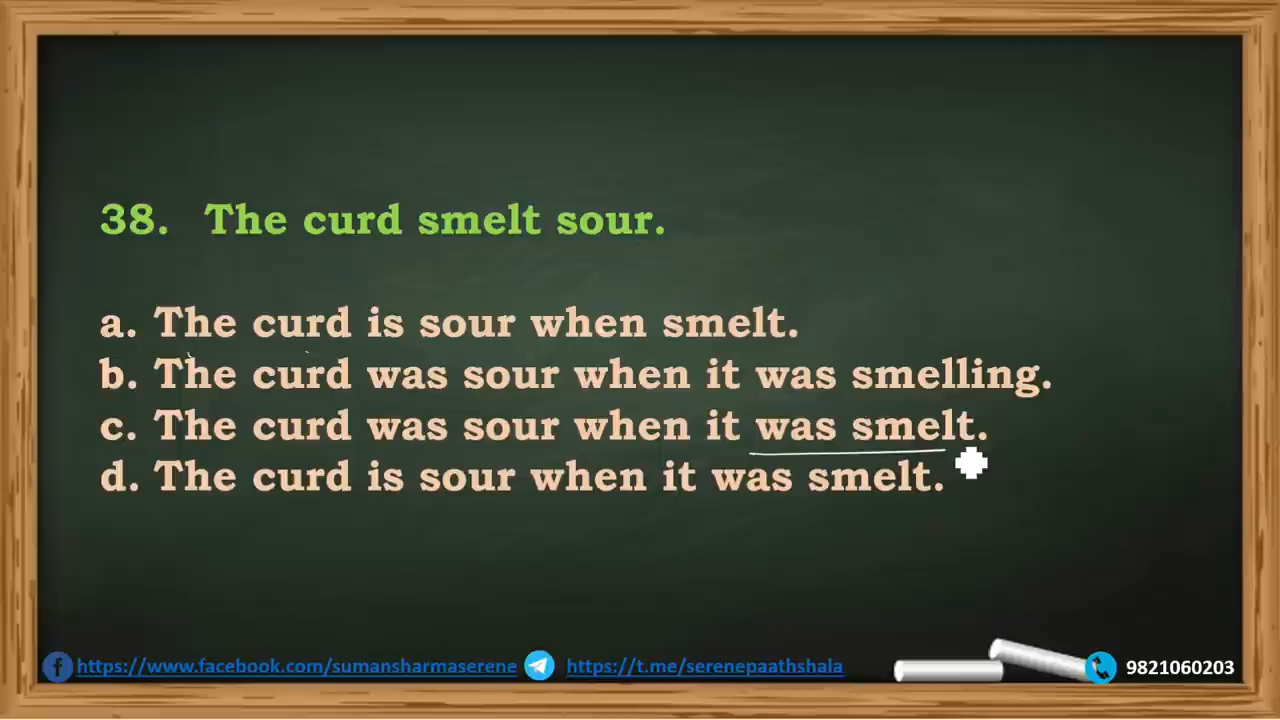 38. The curd smelt sour.
a. The curd is sour when smelt.
b. The curd was sour when it was smelling.
c. The curd was sour when it was smelt.
d. The curd is sour when it was smelt.
https://www.facebook.com/sumansharmaserene https://t.me/serenepaathshala 9821060203